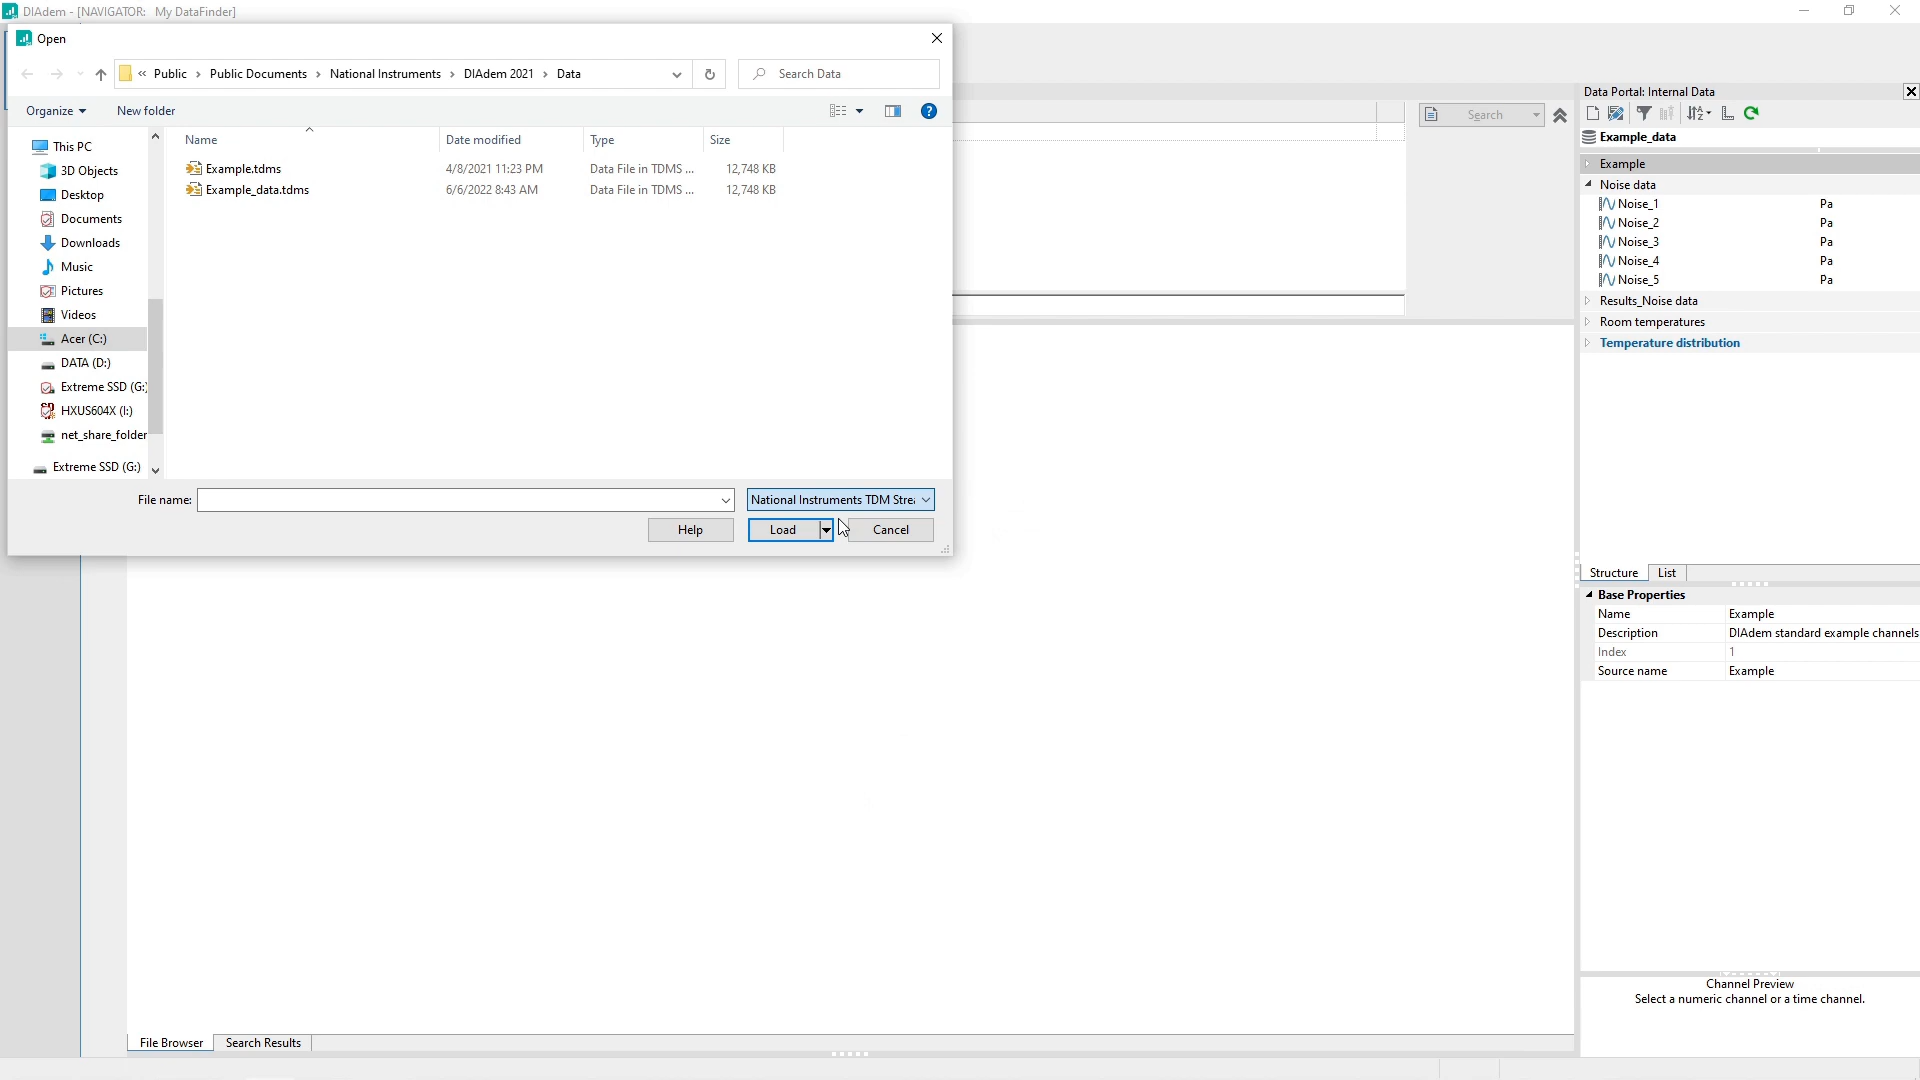 DIAdem - [NAVIGATOR: My DataFinder]
Open
« Public › Public Documents › National Instruments › DIAdem 2021 › Data
Search Data
Organize
New folder
This PC
3D Objects
Desktop
Documents
Downloads
Music
Pictures
Videos
Acer (C:)
DATA (D:)
Extreme SSD (G:)
HXUS604X (I:)
net_share_folder
Extreme SSD (G:)
Name Date modified Type Size
Example.tdms 4/8/2021 11:23 PM Data File in TDMS ... 12,748 KB
Example_data.tdms 6/6/2022 8:43 AM Data File in TDMS ... 12,748 KB
File name:
National Instruments TDM Strea
Help
Load
Cancel
Search
Data Portal: Internal Data
Example_data
Example
Noise data
Noise_1 Pa
Noise_2 Pa
Noise_3 Pa
Noise_4 Pa
Noise_5 Pa
Results_Noise data
Room temperatures
Temperature distribution
Structure List
Base Properties
Name Example
Description DIAdem standard example channels
Index 1
Source name Example
Channel Preview
Select a numeric channel or a time channel.
File Browser Search Results